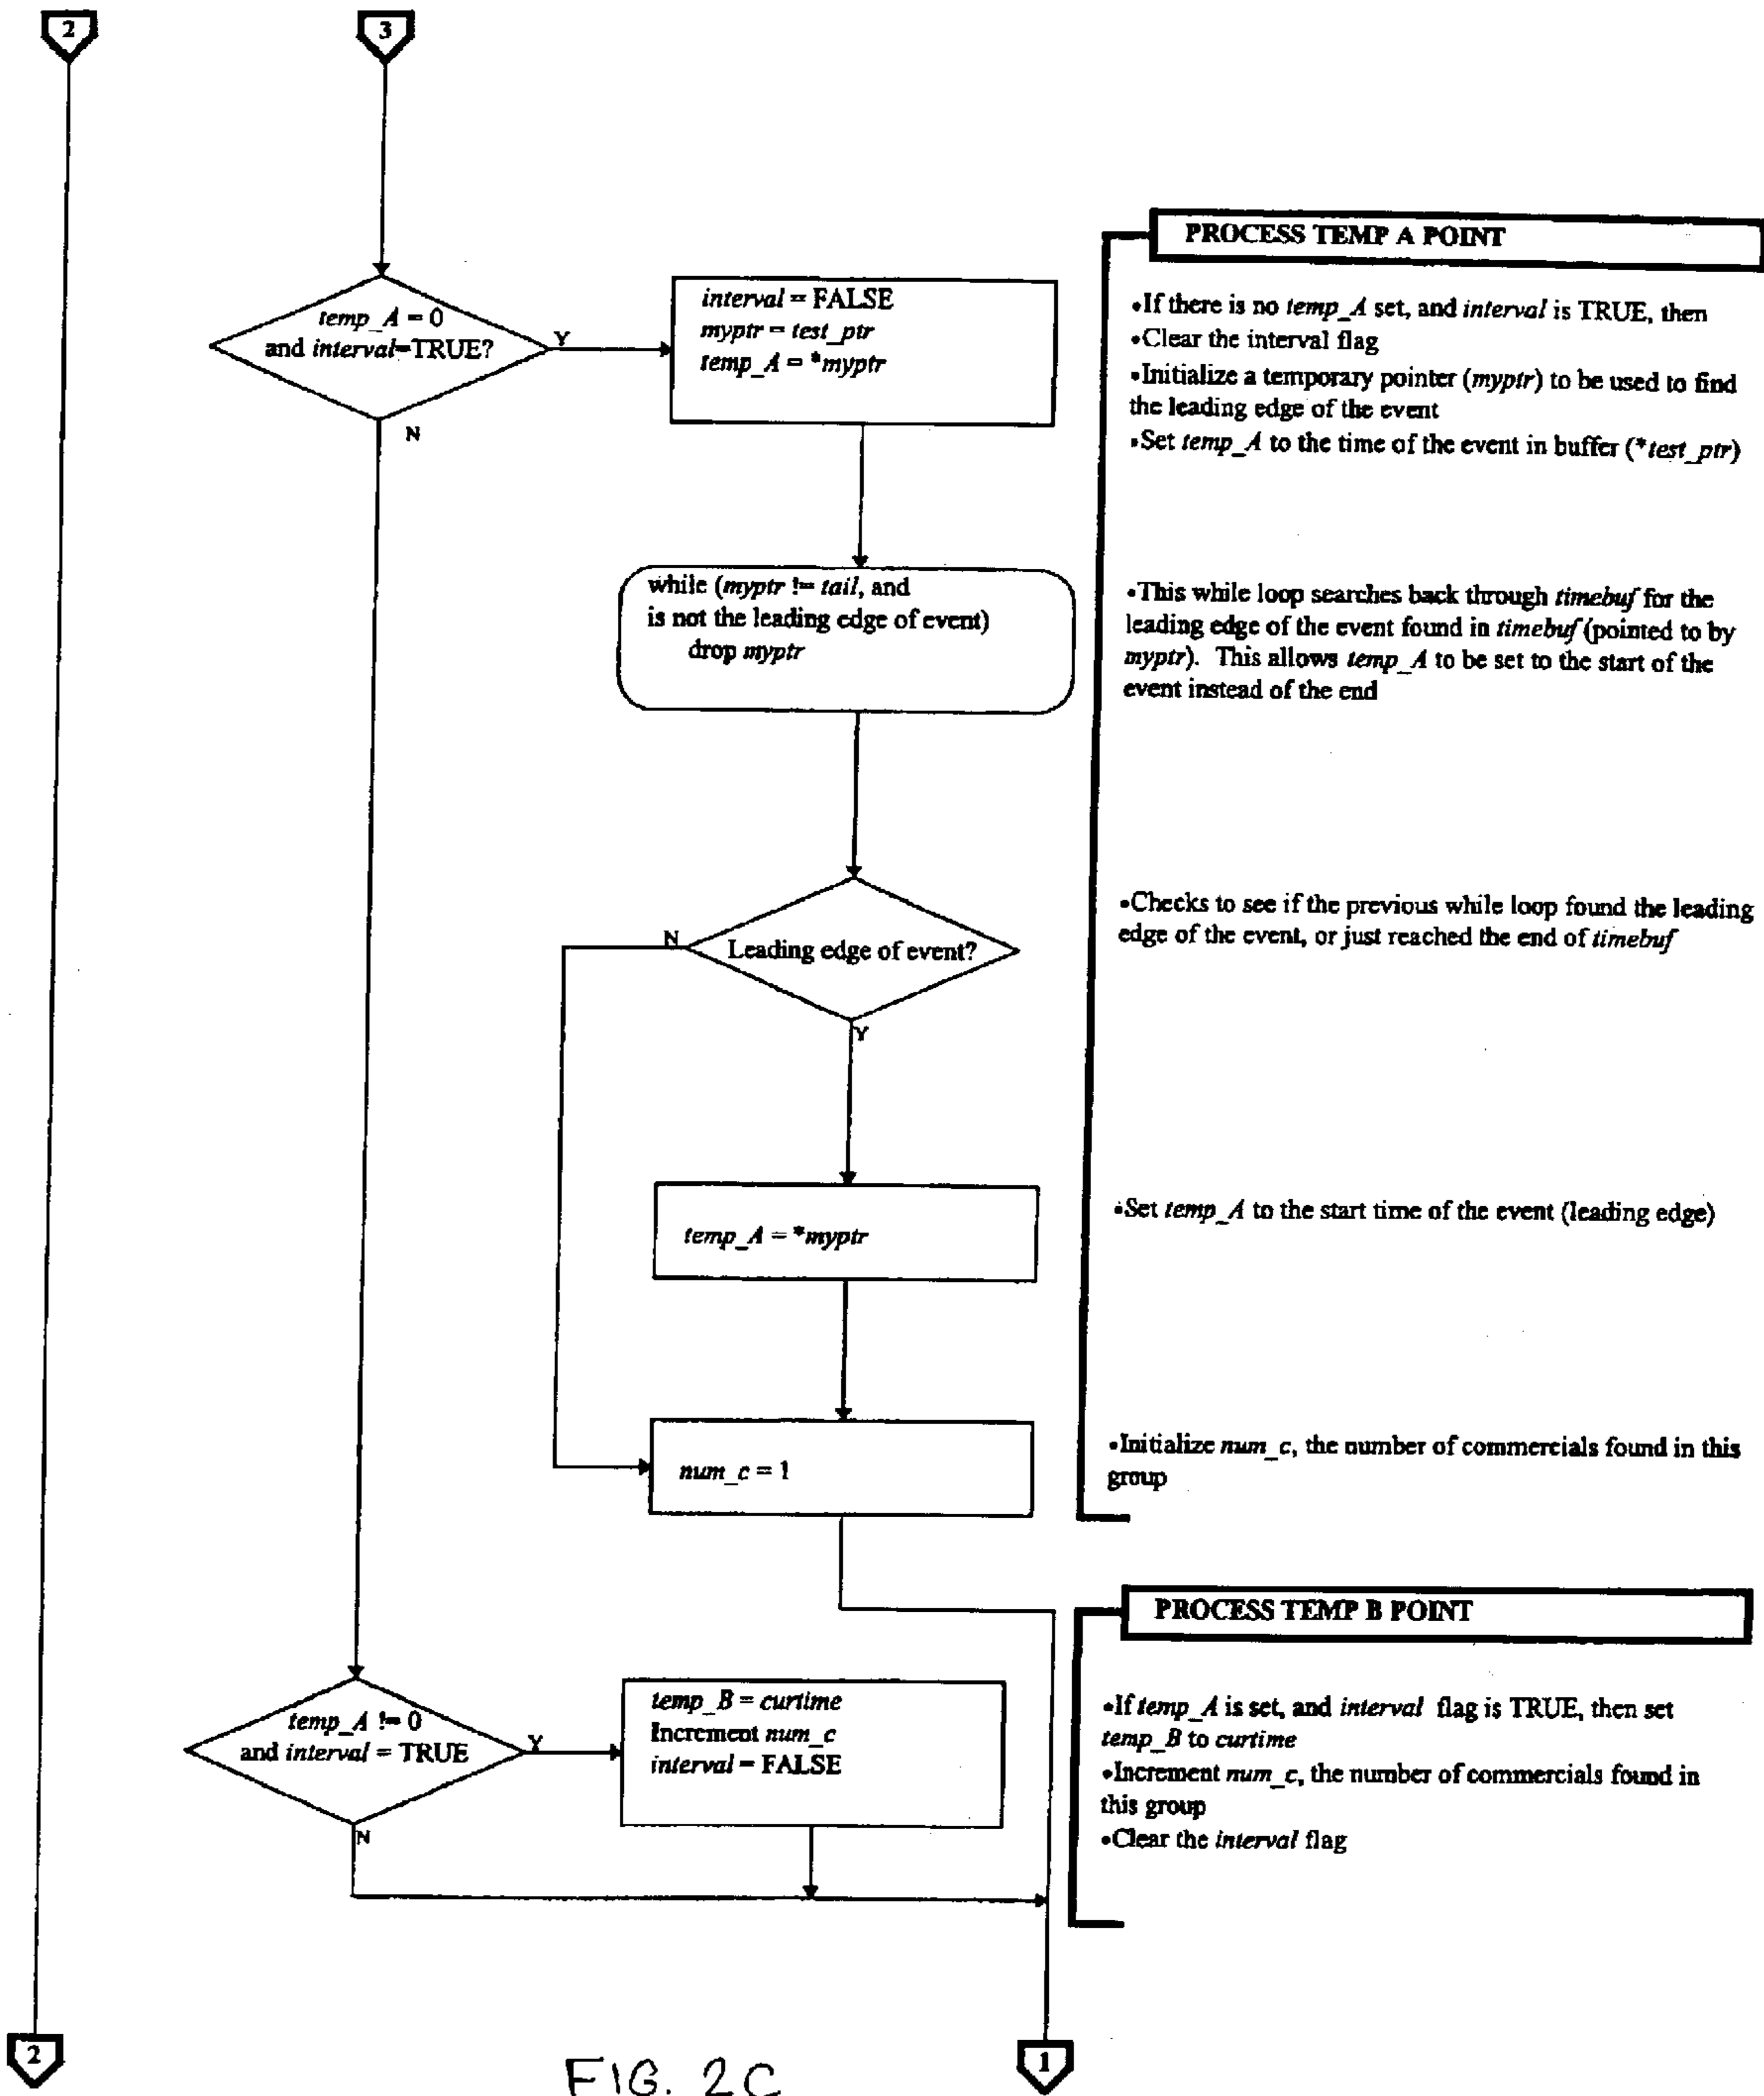 2
3
PROCESS TEMP A POINT
temp_A = 0
and interval=TRUE?
Y
N
interval = FALSE
myptr = test_ptr
temp_A = *myptr
•If there is no temp_A set, and interval is TRUE, then
•Clear the interval flag
•Initialize a temporary pointer (myptr) to be used to find
the leading edge of the event
•Set temp_A to the time of the event in buffer (*test_ptr)
while (myptr != tail, and
is not the leading edge of event)
drop myptr
•This while loop searches back through timebuf for the
leading edge of the event found in timebuf (pointed to by
myptr). This allows temp_A to be set to the start of the
event instead of the end
N
Leading edge of event?
Y
•Checks to see if the previous while loop found the leading
edge of the event, or just reached the end of timebuf
temp_A = *myptr
•Set temp_A to the start time of the event (leading edge)
num_c = 1
•Initialize num_c, the number of commercials found in this
group
PROCESS TEMP B POINT
temp_A != 0
and interval = TRUE
Y
N
temp_B = curtime
Increment num_c
interval = FALSE
•If temp_A is set, and interval flag is TRUE, then set
temp_B to curtime
•Increment num_c, the number of commercials found in
this group
•Clear the interval flag
2
FIG. 2C
1